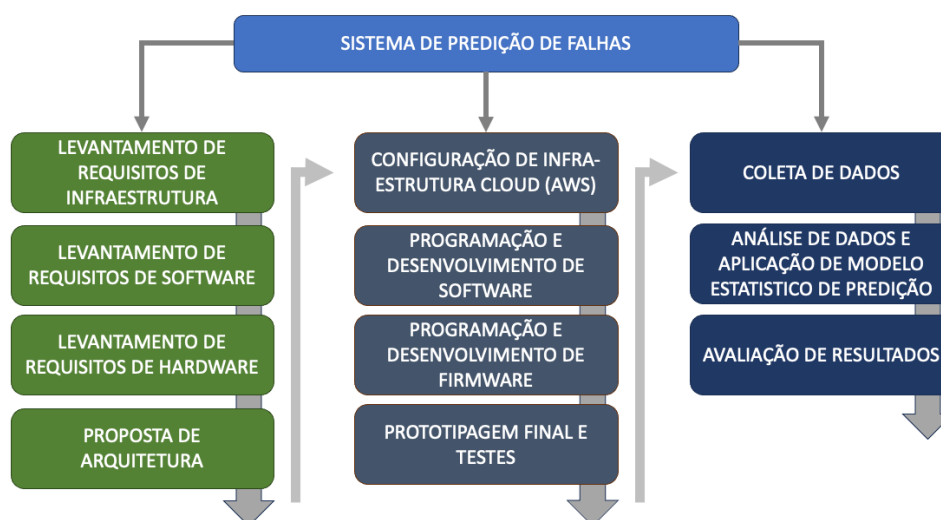 SISTEMA DE PREDIÇÃO DE FALHAS
LEVANTAMENTO DE
REQUISITOS DE
INFRAESTRUTURA
LEVANTAMENTO DE
REQUISITOS DE SOFTWARE
LEVANTAMENTO DE
REQUISITOS DE HARDWARE
PROPOSTA DE
ARQUITETURA
CONFIGURAÇÃO DE INFRA-
ESTRUTURA CLOUD (AWS)
PROGRAMAÇÃO E
DESENVOLVIMENTO DE
SOFTWARE
PROGRAMAÇÃO E
DESENVOLVIMENTO DE
FIRMWARE
PROTOTIPAGEM FINAL E
TESTES
COLETA DE DADOS
ANÁLISE DE DADOS E
APLICAÇÃO DE MODELO
ESTATISTICO DE PREDIÇÃO
AVALIAÇÃO DE RESULTADOS